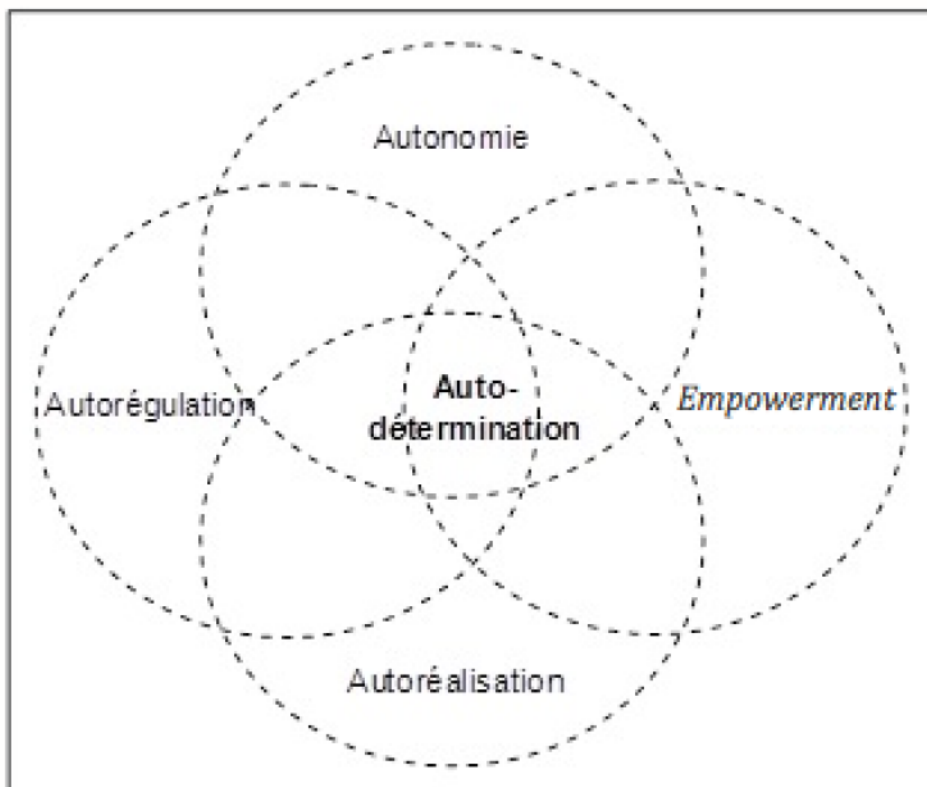 Autonomie
Autorégulation
Auto-
détermination
Empowerment
Autoréalisation